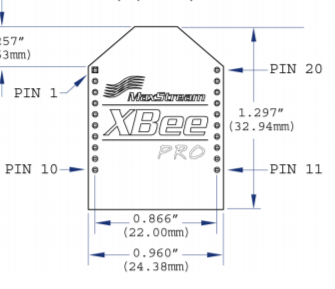 257"
53mm)
PIN 1
PIN 20
MaxStream
XBee
PRO
1.297"
(32.94mm)
PIN 10
PIN 11
0.866"
(22.00mm)
0.960"
(24.38mm)